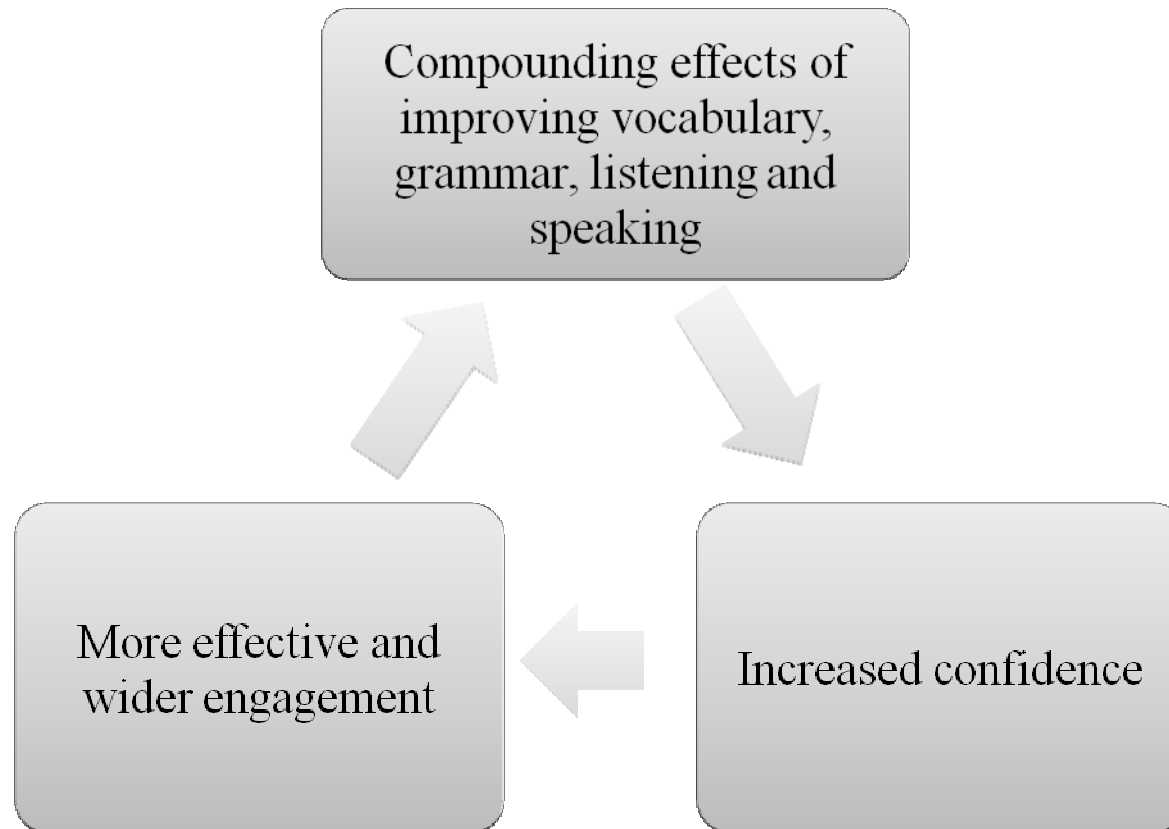 Compounding effects of
improving vocabulary,
grammar, listening and
speaking
Increased confidence
More effective and
wider engagement